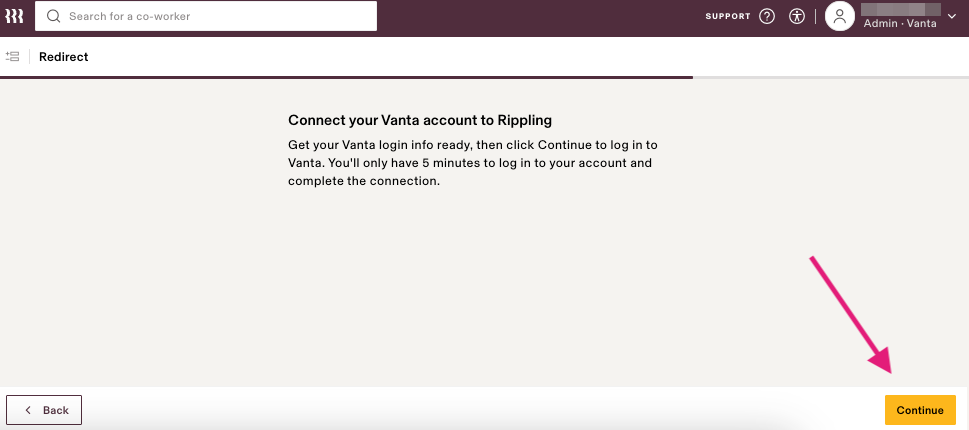 Search for a co-worker
SUPPORT
Admin · Vanta
Redirect
Connect your Vanta account to Rippling
Get your Vanta login info ready, then click Continue to log in to
Vanta. You'll only have 5 minutes to log in to your account and
complete the connection.
Back
Continue